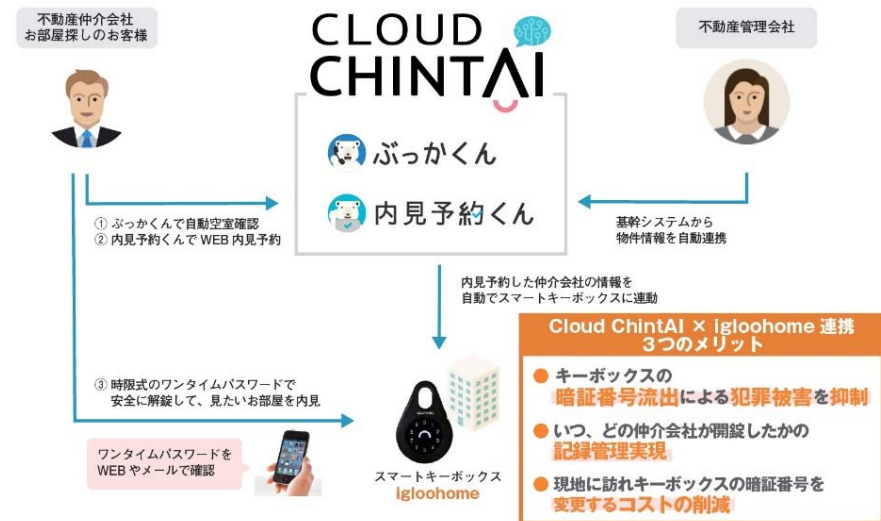 不動産仲介会社
お部屋探しのお客様
CLOUD
CHINTAI
不動産管理会社
ぶっかくん
内見予約くん
① ぶっかくんで自動空室確認
② 内見予約くんで WEB 内見予約
基幹システムから
物件情報を自動連携
内見予約した仲介会社の情報を
自動でスマートキーボックスに連動
③ 時限式のワンタイムパスワードで
安全に解錠して、見たいお部屋を内見
ワンタイムパスワードを
WEB やメールで確認
スマートキーボックス
igloohome
Cloud ChintAI × igloohome 連携
3つのメリット
● キーボックスの
暗証番号流出による犯罪被害を抑制
● いつ、どの仲介会社が開錠したかの
記録管理実現
● 現地に訪れキーボックスの暗証番号を
変更するコストの削減